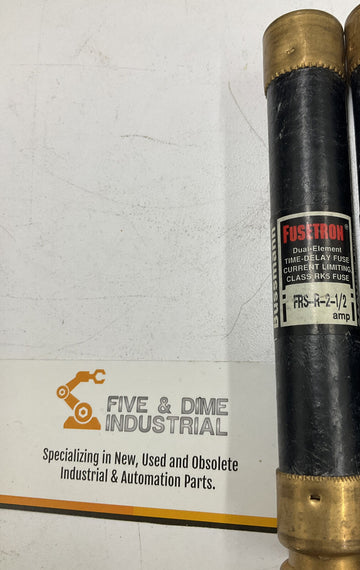 Bussmann
FUSETRON®
Dual-Element
TIME-DELAY FUSE
CURRENT LIMITING
CLASS RK5 FUSE
FRS-R-2-1/2
amp
FIVE & DIME
INDUSTRIAL
Specializing in New, Used and Obsolete
Industrial & Automation Parts.